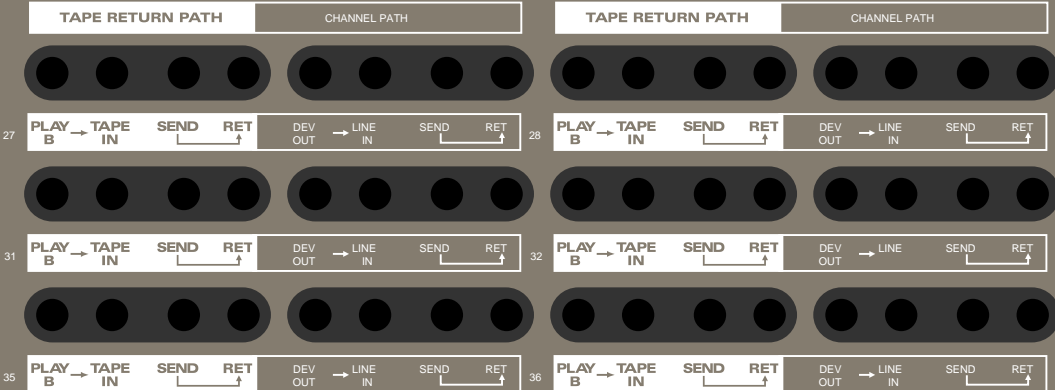 TAPE RETURN PATH CHANNEL PATH TAPE RETURN PATH CHANNEL PATH
27 PLAY B TAPE IN SEND RET DEV OUT LINE IN SEND RET 28 PLAY B TAPE IN SEND RET DEV OUT LINE IN SEND RET
31 PLAY B TAPE IN SEND RET DEV OUT LINE IN SEND RET 32 PLAY B TAPE IN SEND RET DEV OUT LINE SEND RET
35 PLAY B TAPE IN SEND RET DEV OUT LINE IN SEND RET 36 PLAY B TAPE IN SEND RET DEV OUT LINE IN SEND RET